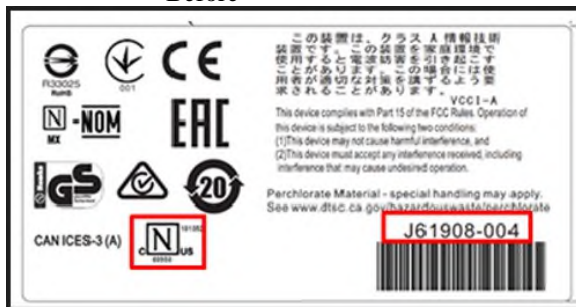 Before
この装置は、クラス A 情報技術
装置です。この装置を家庭環境で
使用すると電波妨害を引き起こす
ことがあります。この場合には使
用者が適切な対策を講ずるよう要
求されることがあります。
VCCI-A
This device complies with Part 15 of the FCC Rules. Operation of
this device is subject to the following two conditions:
(1)This device may not cause harmful interference, and
(2)This device must accept any interference received, including
interference that may cause undesired operation.
Perchlorate Material - special handling may apply.
See www.dtsc.ca.gov/hazardouswaste/perchlorate
J61908-004
R33025
RoHS
001
CE
N
-NOM
MX
EAC
GS
20
CAN ICES-3 (A)
c N US